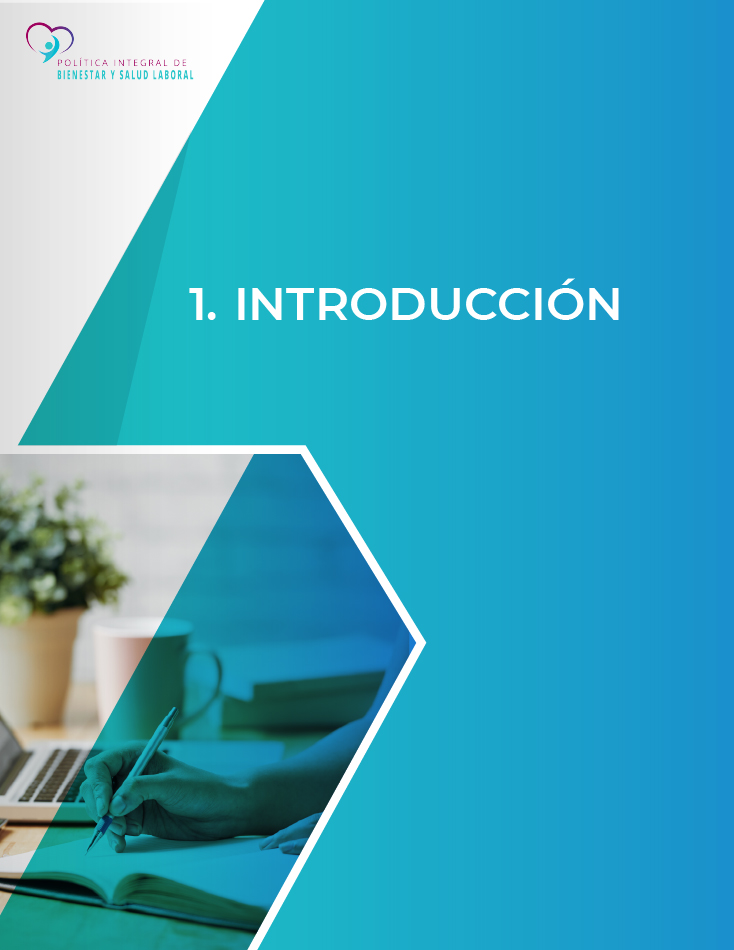 POLÍTICA INTEGRAL DE
BIENESTAR Y SALUD LABORAL
1. INTRODUCCIÓN